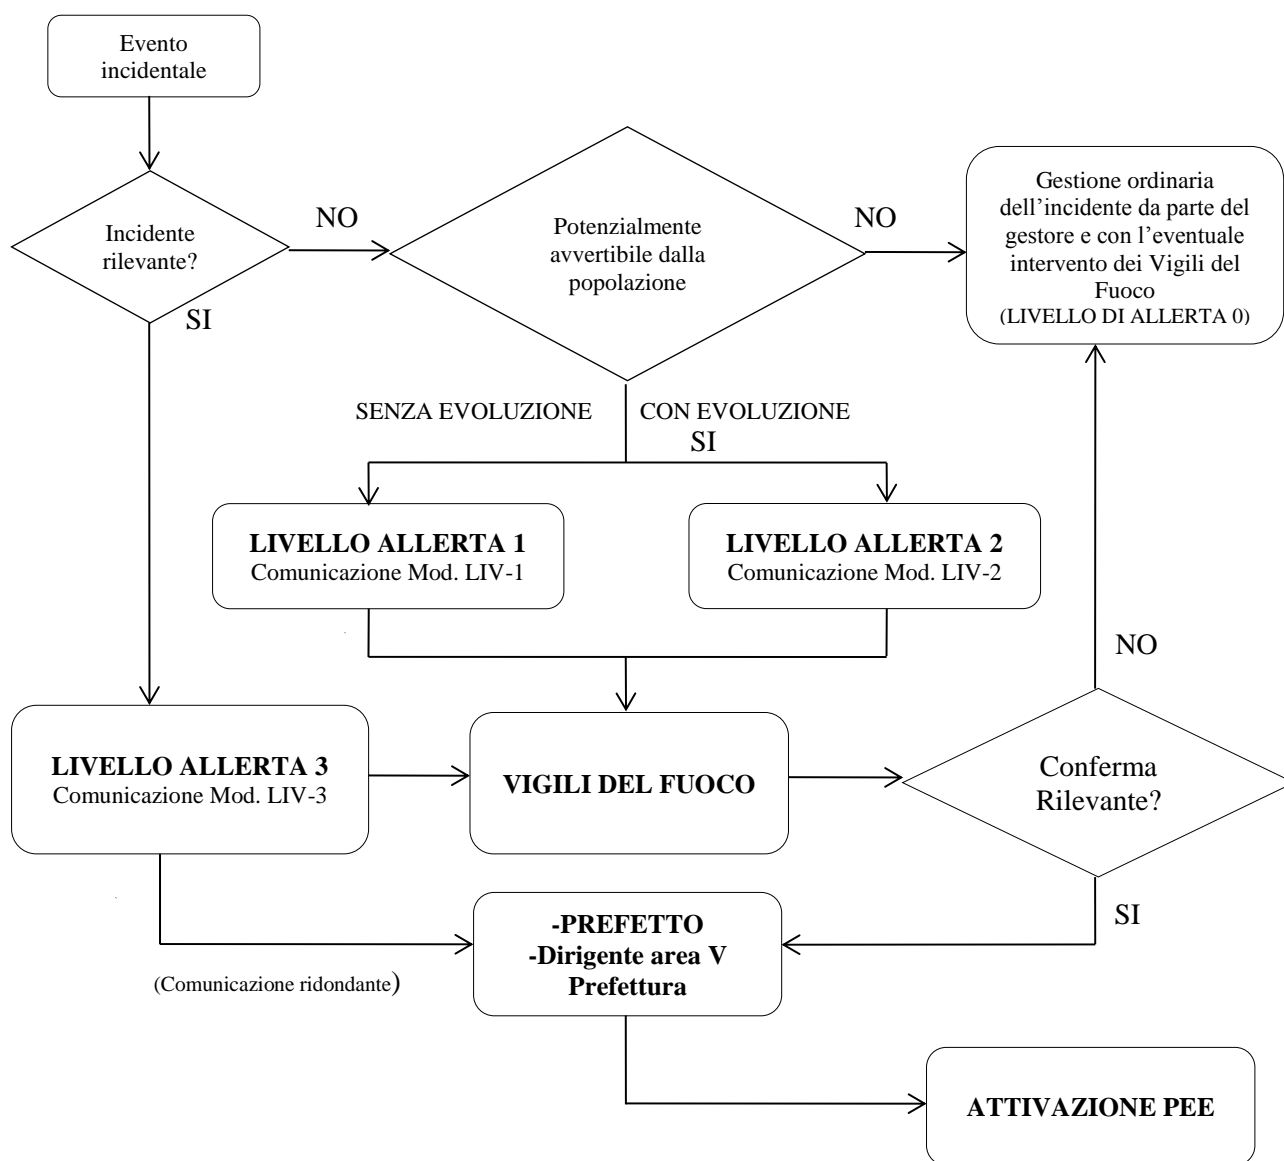 Evento
incidentale
Incidente
rilevante?
NO
Potenzialmente
avvertibile dalla
popolazione
NO
Gestione ordinaria
dell’incidente da parte del
gestore e con l’eventuale
intervento dei Vigili del
Fuoco
(LIVELLO DI ALLERTA 0)
SI
SENZA EVOLUZIONE
CON EVOLUZIONE
SI
LIVELLO ALLERTA 1
Comunicazione Mod. LIV-1
LIVELLO ALLERTA 2
Comunicazione Mod. LIV-2
NO
LIVELLO ALLERTA 3
Comunicazione Mod. LIV-3
VIGILI DEL FUOCO
Conferma
Rilevante?
SI
-PREFETTO
-Dirigente area V
Prefettura
(Comunicazione ridondante)
ATTIVAZIONE PEE